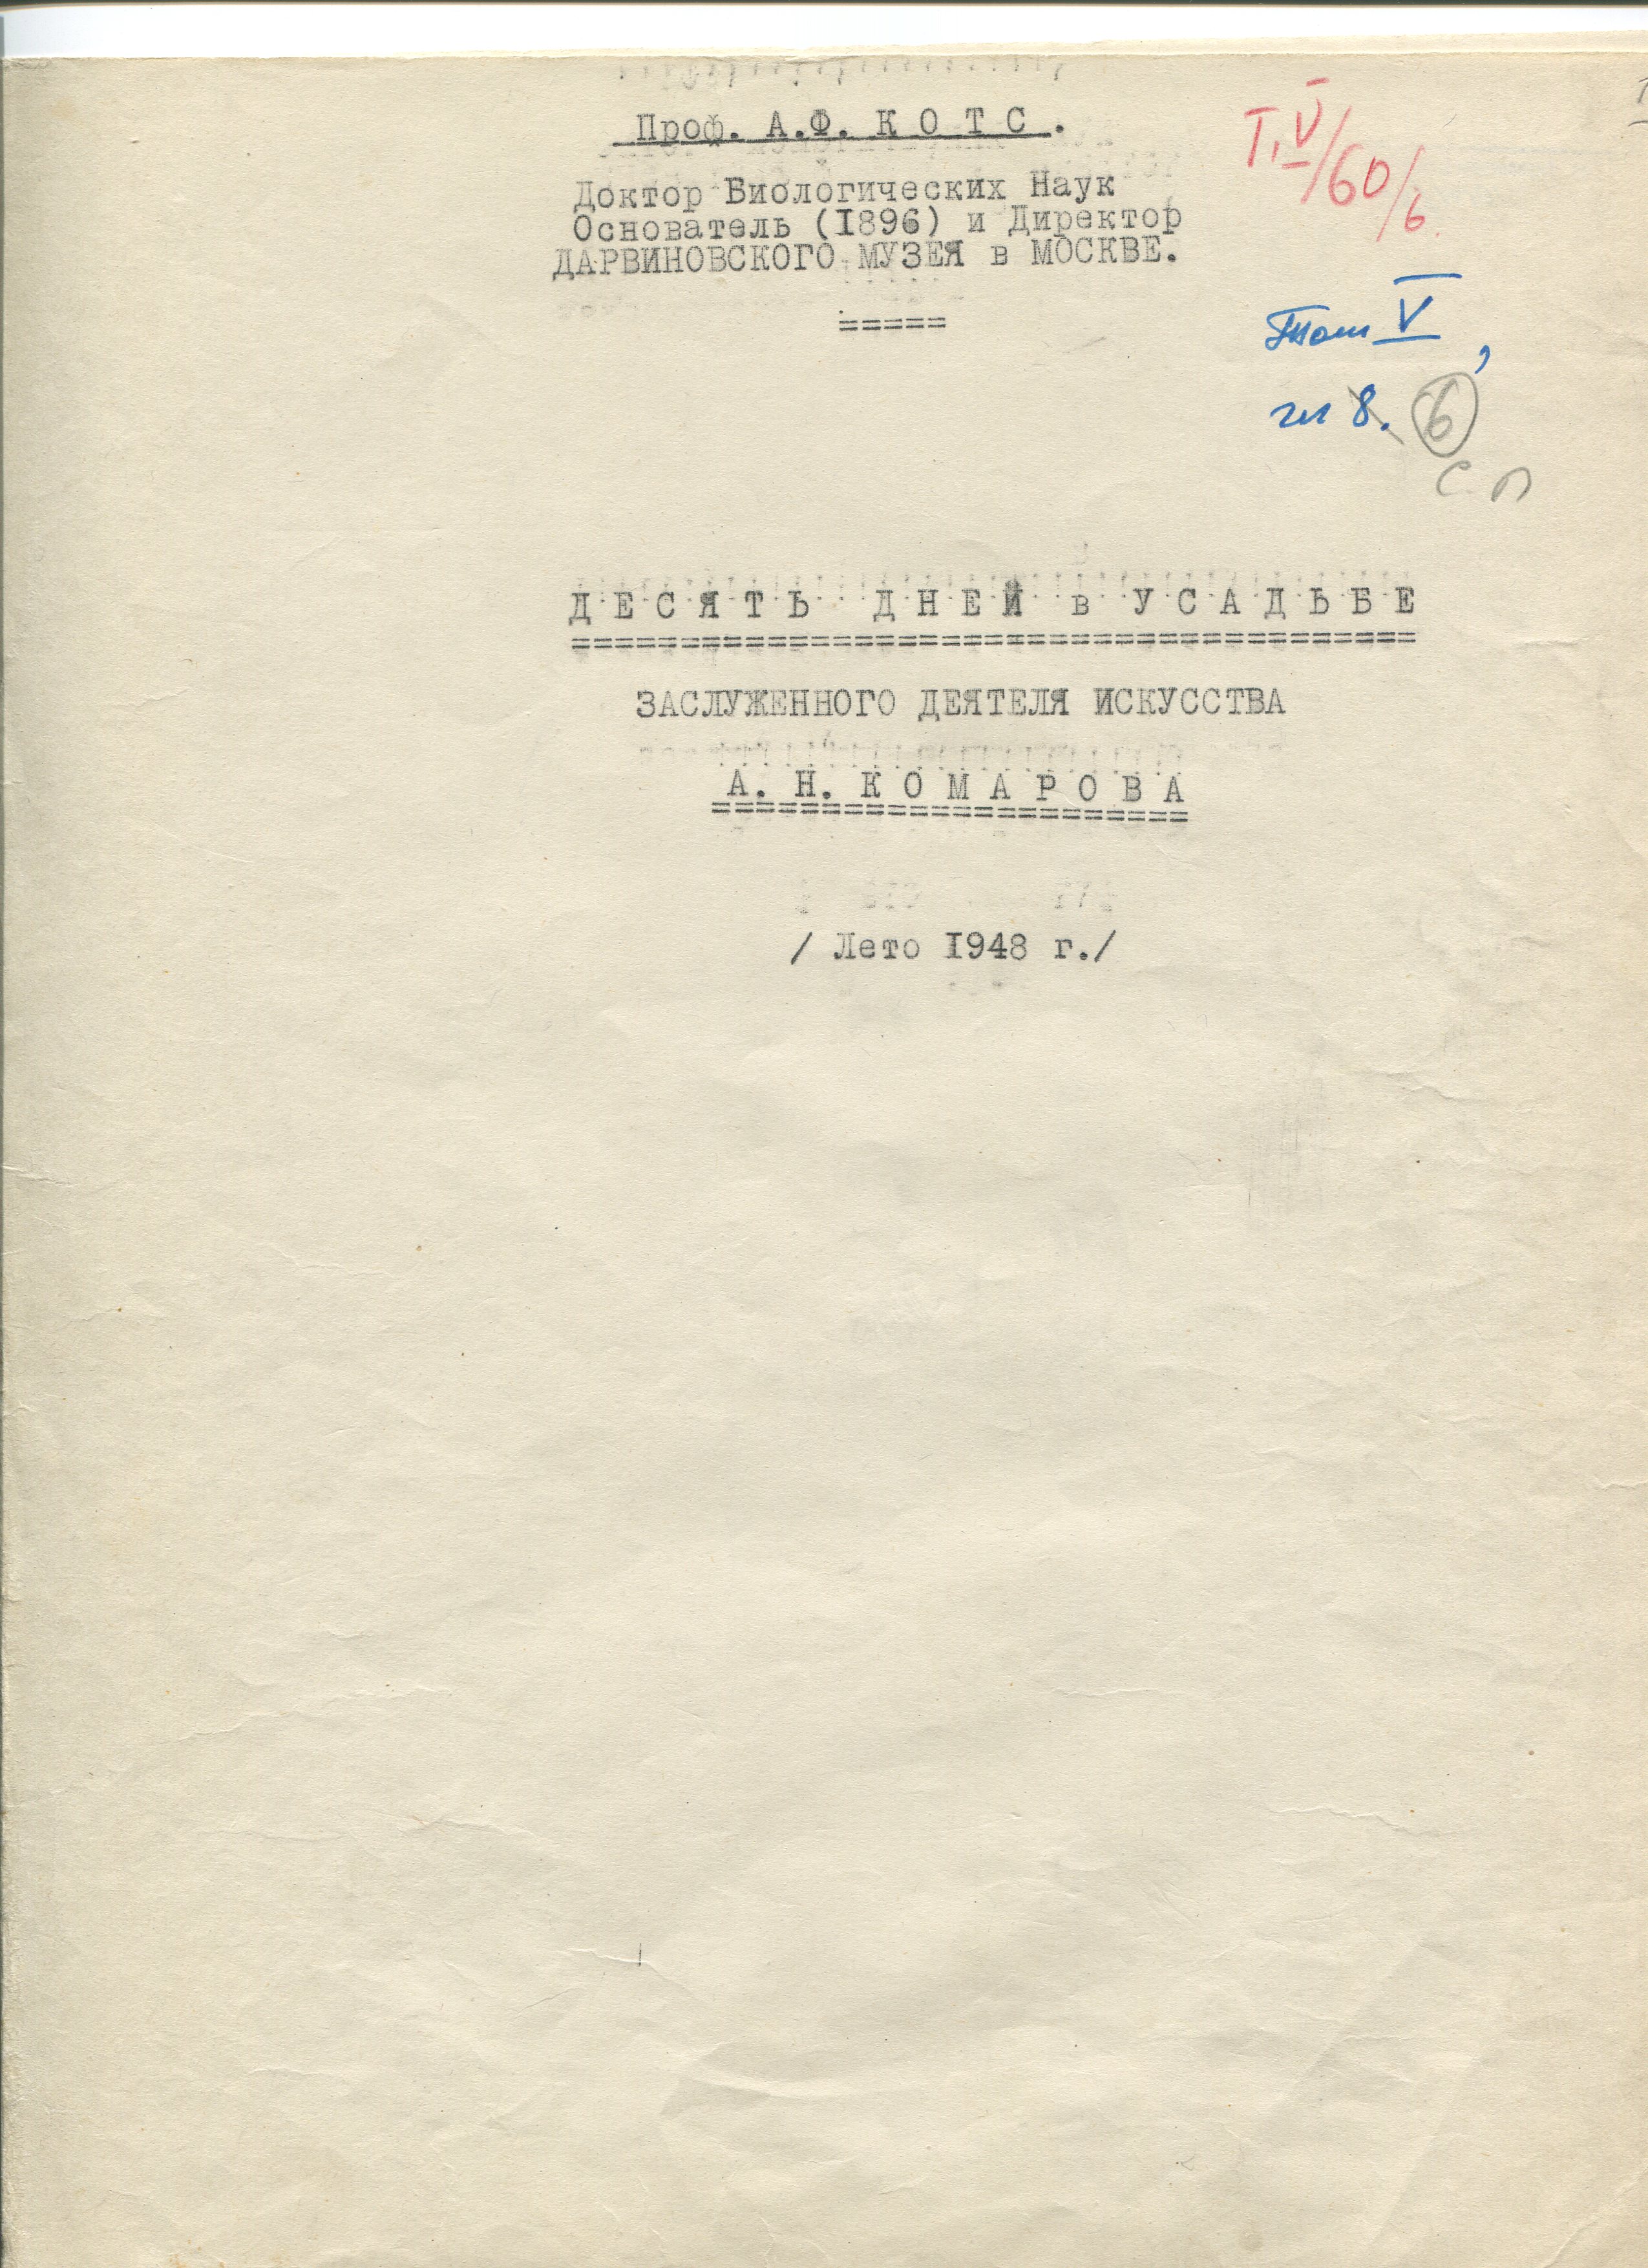 Проф. А.Ф. К О Т С .
Т.V/60/6.
Доктор Биологических Наук
Основатель (1896) и Директор
ДАРВИНОВСКОГО МУЗЕЯ в МОСКВЕ.
=====
Том V,
гл 8. 6
Д Е С Я Т Ь Д Н Е Й в У С А Д Ь Б Е
=======================================
ЗАСЛУЖЕННОГО ДЕЯТЕЛЯ ИСКУССТВА
А. Н. К О М А Р О В А
======================
/ Лето 1948 г./